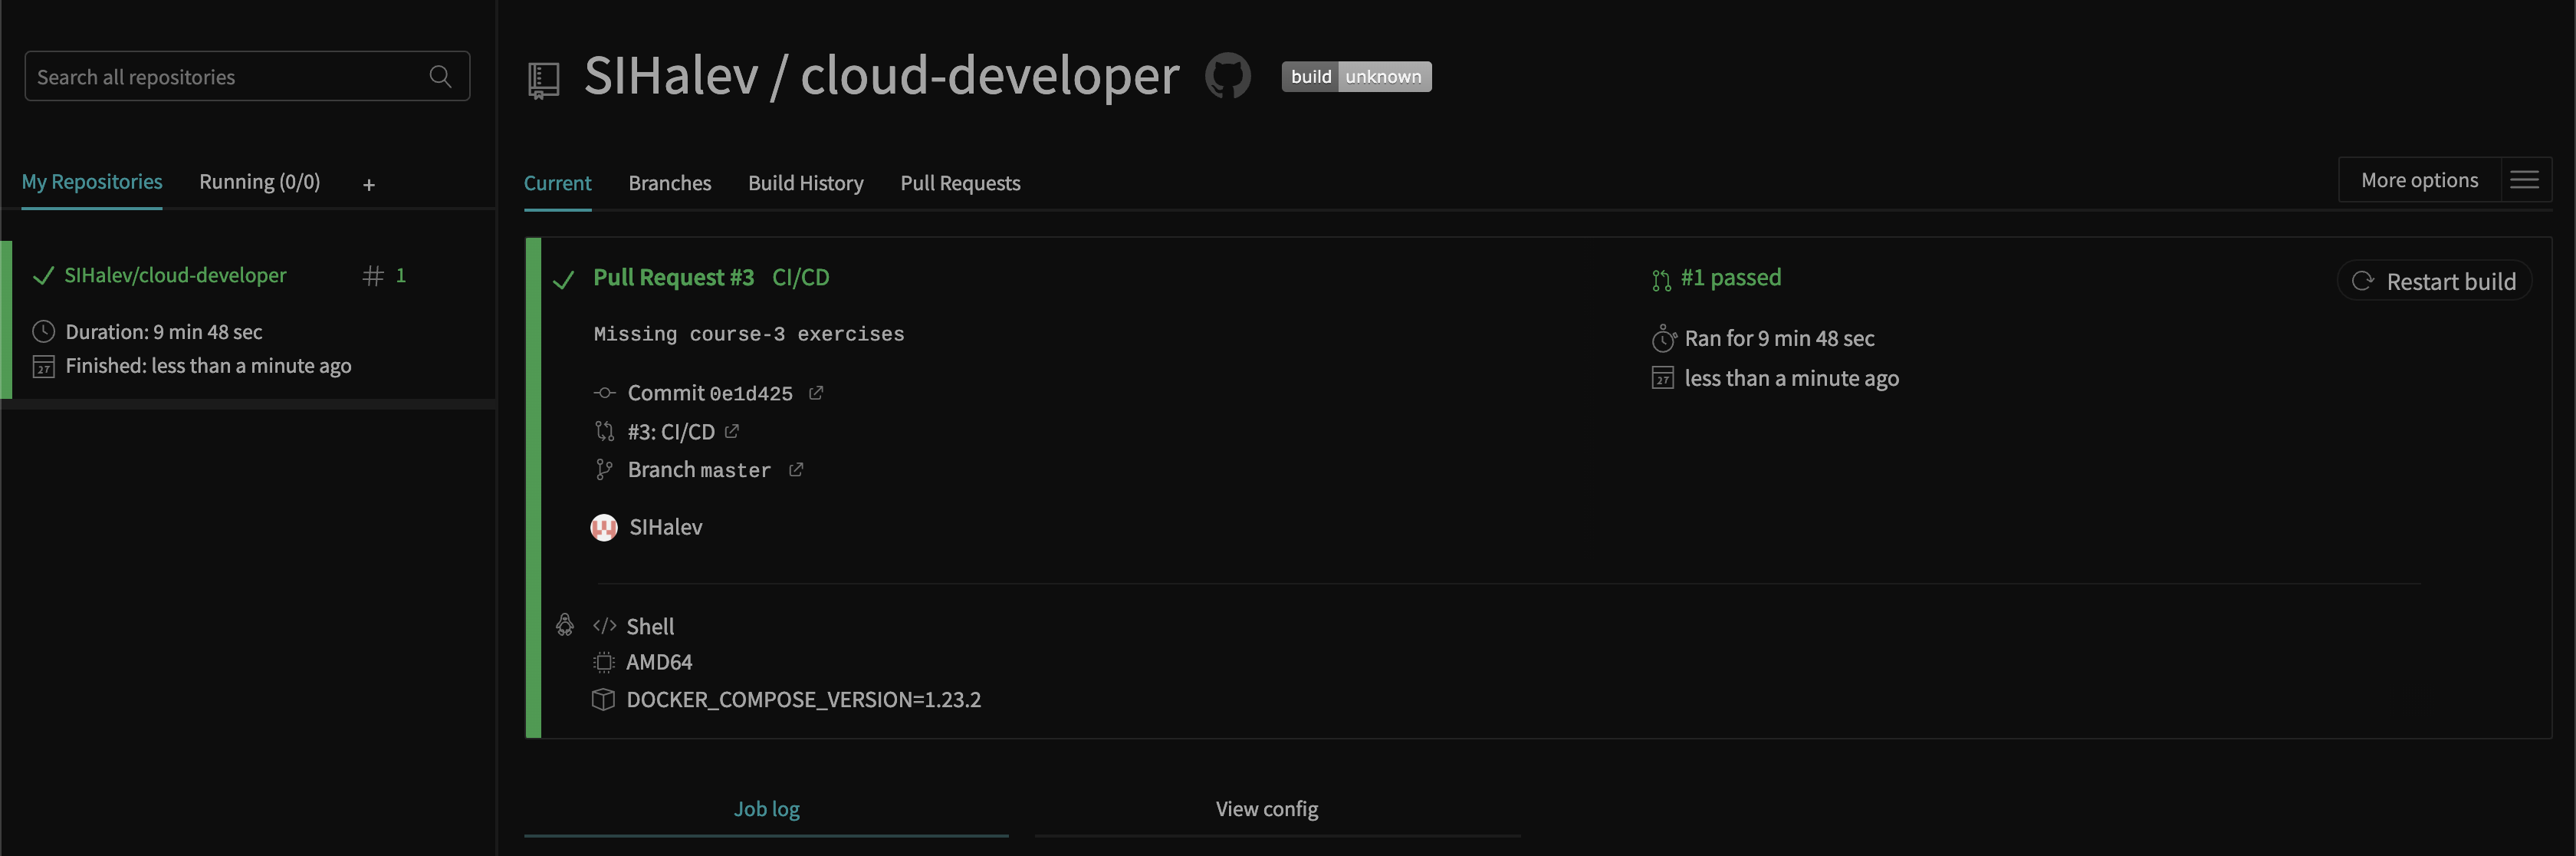 Search all repositories
My Repositories Running (0/0) +
SIHalev/cloud-developer # 1
Duration: 9 min 48 sec
27 Finished: less than a minute ago
SIHalev / cloud-developer build unknown
Current Branches Build History Pull Requests More options
Pull Request #3 CI/CD #1 passed Restart build
Missing course-3 exercises Ran for 9 min 48 sec
27 less than a minute ago
Commit 0e1d425
#3: CI/CD
Branch master
SIHalev
</> Shell
AMD64
DOCKER_COMPOSE_VERSION=1.23.2
Job log View config